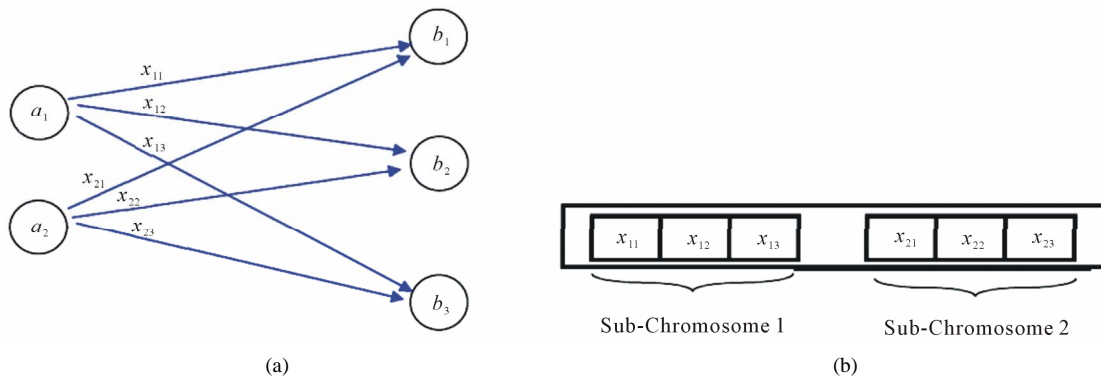 b₁
x₁₁
a₁
x₁₂
x₁₃
b₂
x₂₁
x₂₂
a₂
x₂₃
b₃
(a)
x₁₁ x₁₂ x₁₃ x₂₁ x₂₂ x₂₃
Sub-Chromosome 1 Sub-Chromosome 2
(b)